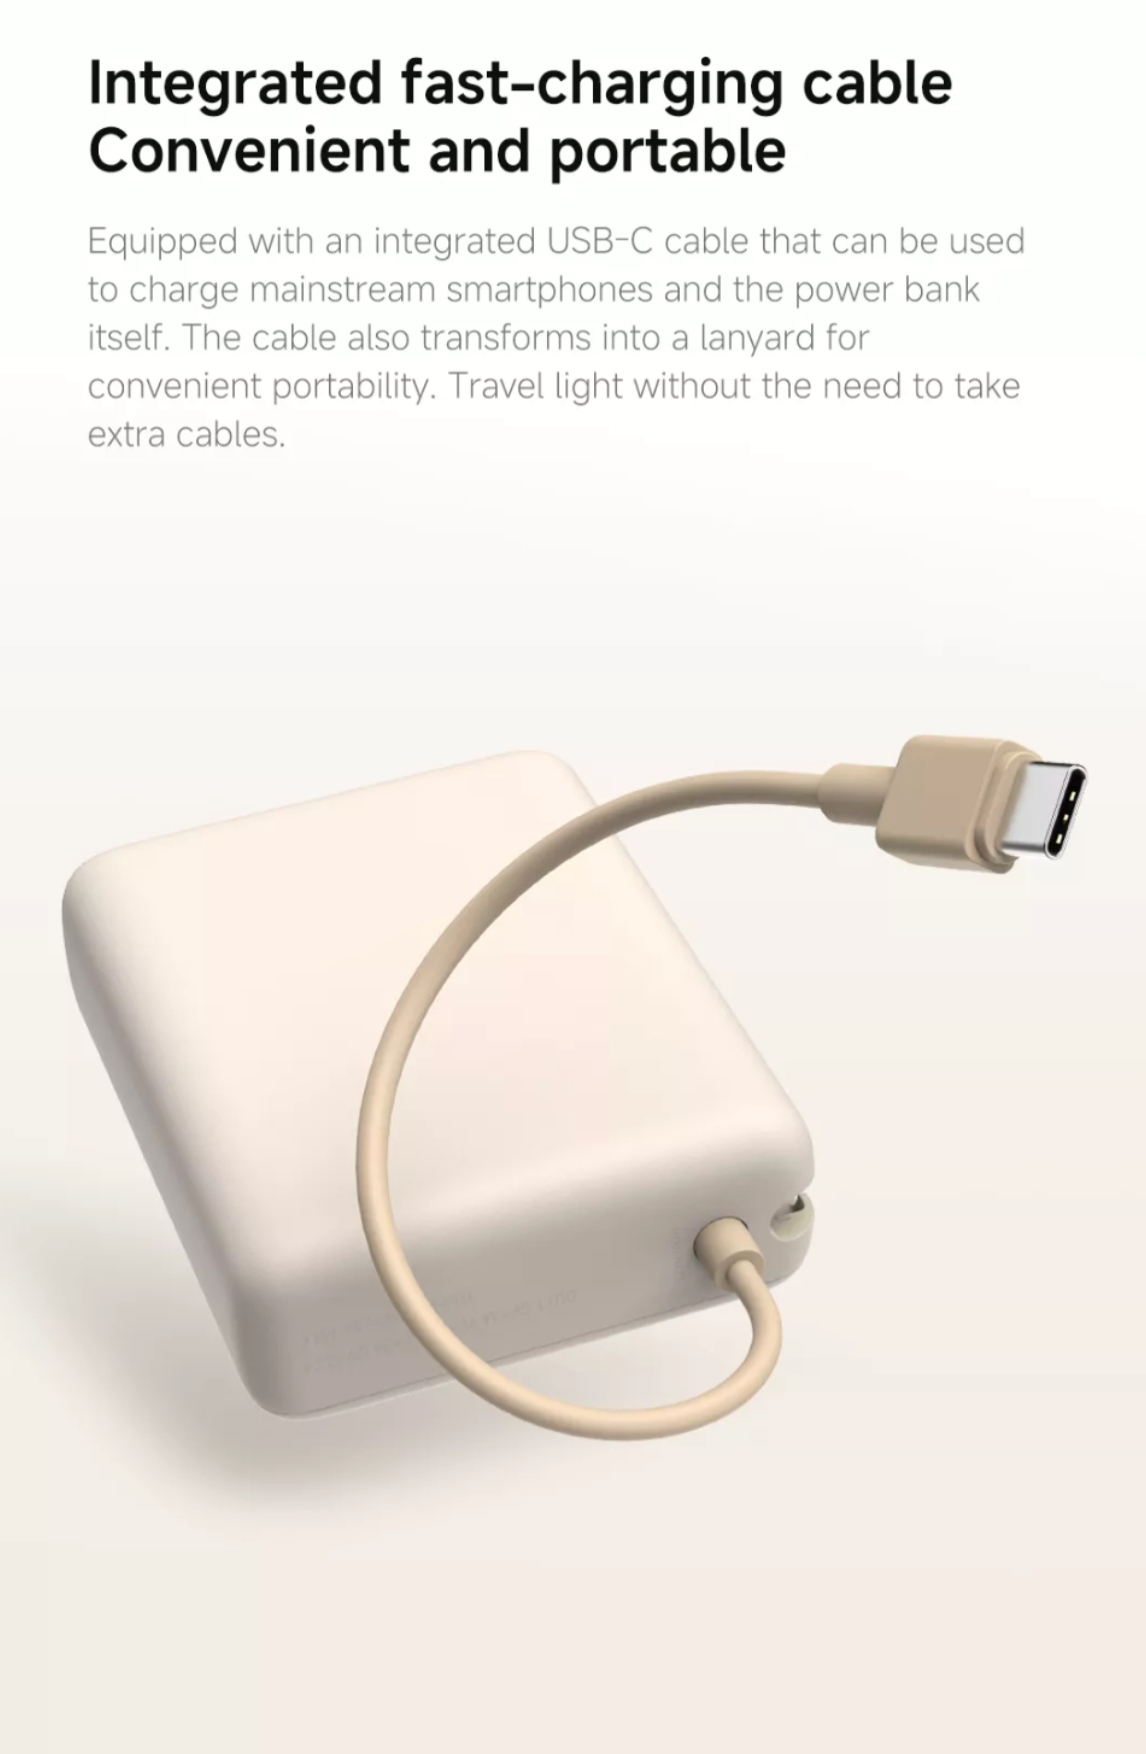 Integrated fast-charging cable
Convenient and portable
Equipped with an integrated USB-C cable that can be used
to charge mainstream smartphones and the power bank
itself. The cable also transforms into a lanyard for
convenient portability. Travel light without the need to take
extra cables.